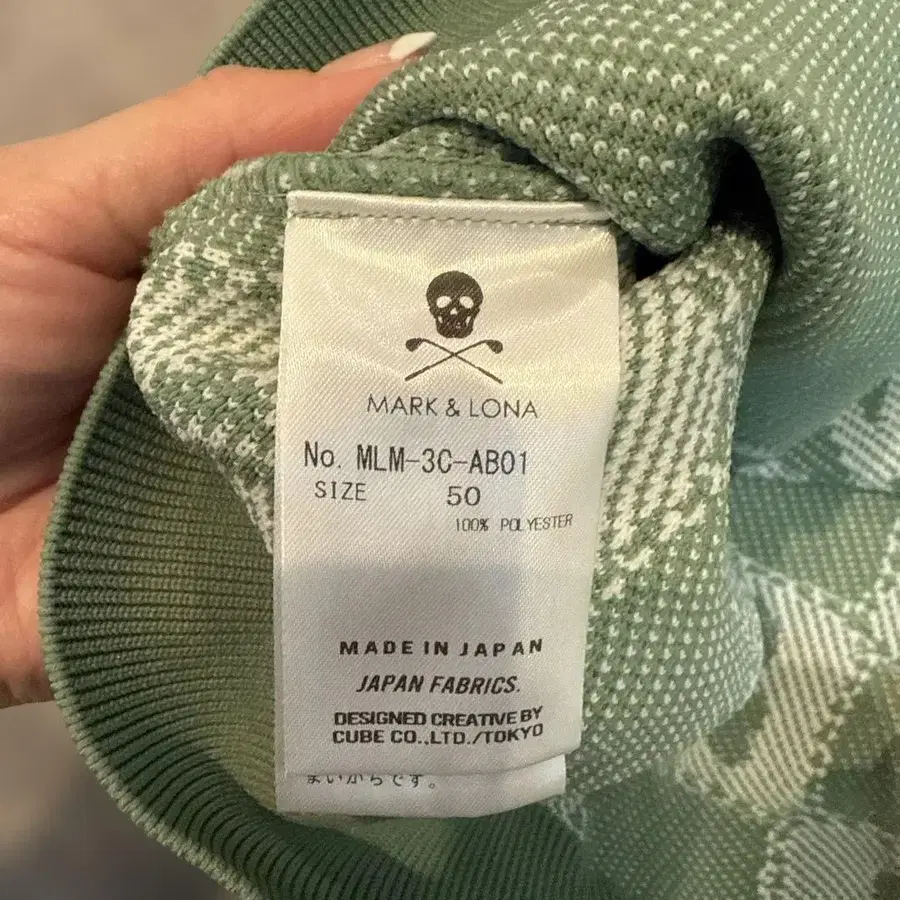 MARK & LONA
No. MLM-3C-AB01
SIZE 50
100% POLYESTER
MADE IN JAPAN
JAPAN FABRICS.
DESIGNED CREATIVE BY
CUBE CO.,LTD./TOKYO